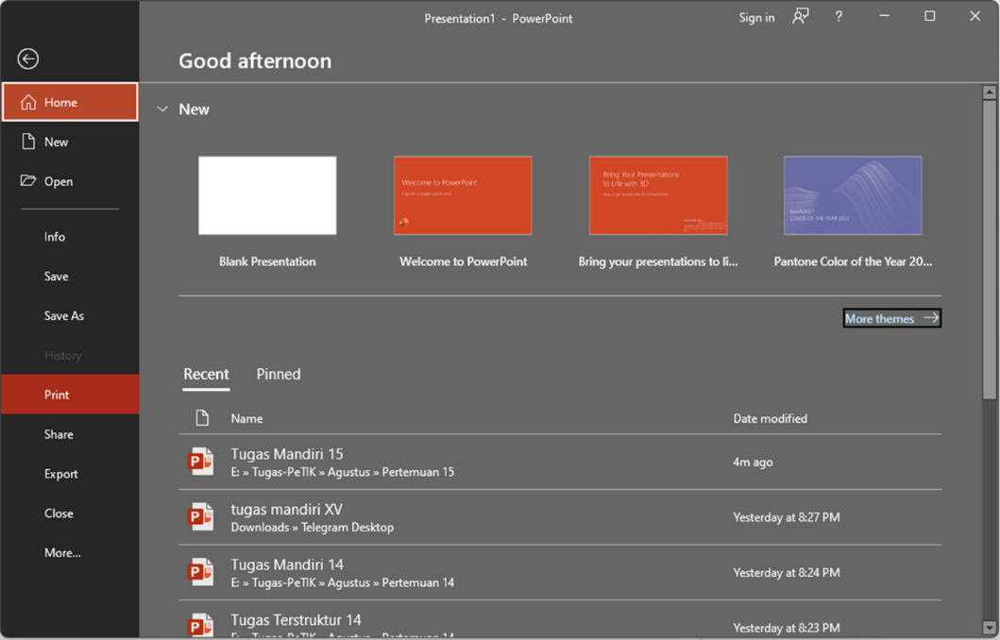 Presentation1 - PowerPoint
Sign in
?
Good afternoon
Home
New
Open
Info
Save
Save As
History
Print
Share
Export
Close
More...
New
Welcome to PowerPoint
Bring Your Presentations
to Life with 3D
PANTONE®
COLOR OF THE YEAR 2022
Blank Presentation
Welcome to PowerPoint
Bring your presentations to li...
Pantone Color of the Year 20...
More themes
Recent Pinned
Name Date modified
Tugas Mandiri 15
E: » Tugas-PeTIK » Agustus » Pertemuan 15
4m ago
tugas mandiri XV
Downloads » Telegram Desktop
Yesterday at 8:27 PM
Tugas Mandiri 14
E: » Tugas-PeTIK » Agustus » Pertemuan 14
Yesterday at 8:24 PM
Tugas Terstruktur 14
E: » Tugas-PeTIK » Agustus » Pertemuan 14
Yesterday at 8:23 PM